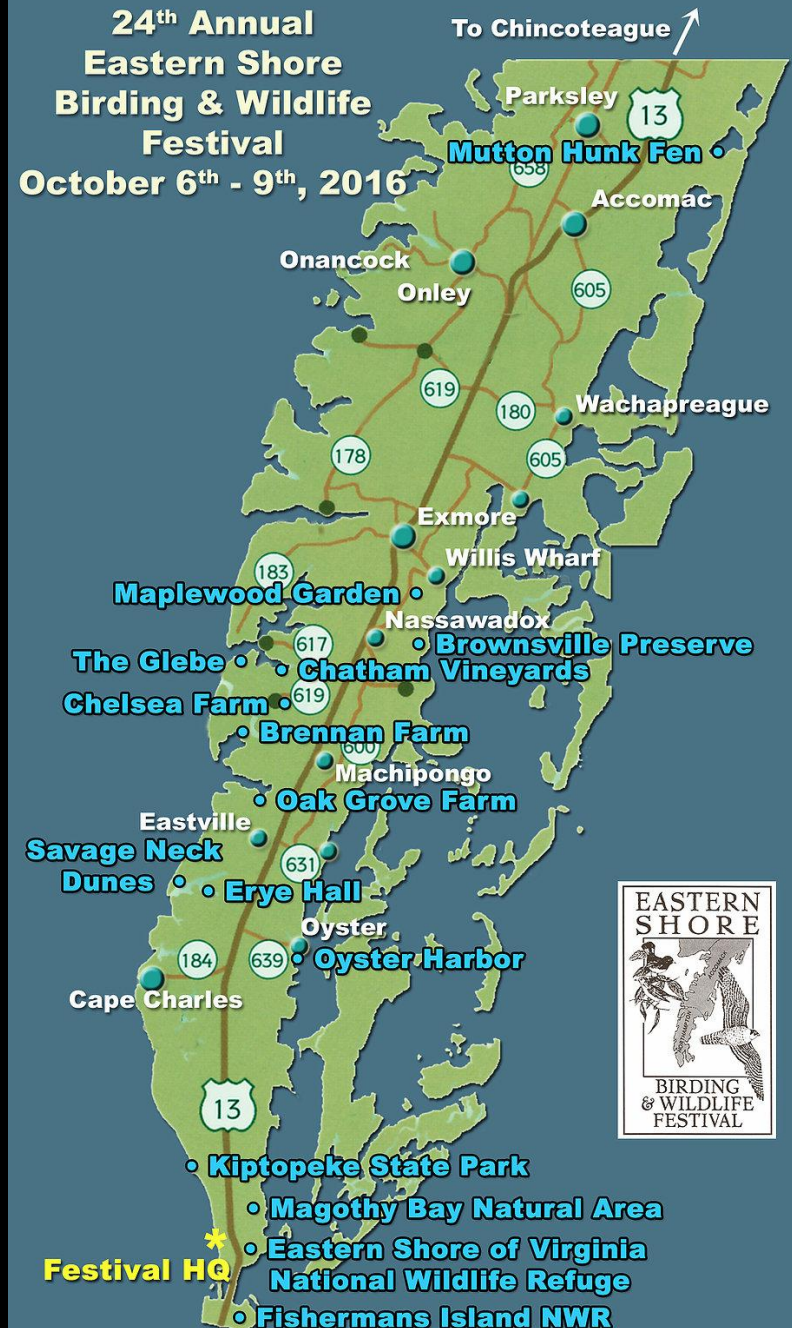 24th Annual
Eastern Shore
Birding & Wildlife
Festival
October 6th - 9th, 2016
To Chincoteague
Parksley
13
Mutton Hunk Fen
658
Accomac
Onancock
Onley
605
619
180
Wachapreague
178
605
Exmore
Willis Wharf
183
Maplewood Garden
Nassawadox
617
Brownsville Preserve
The Glebe
Chatham Vineyards
619
Chelsea Farm
Brennan Farm
600
Machipongo
Oak Grove Farm
Eastville
Savage Neck
Dunes
631
Erye Hall
Oyster
184
639
Oyster Harbor
Cape Charles
13
Kiptopeke State Park
Magothy Bay Natural Area
*
Festival HQ
Eastern Shore of Virginia
National Wildlife Refuge
Fishermans Island NWR
EASTERN
SHORE
ACCOMACK
NORTHAMPTON
BIRDING
& WILDLIFE
FESTIVAL